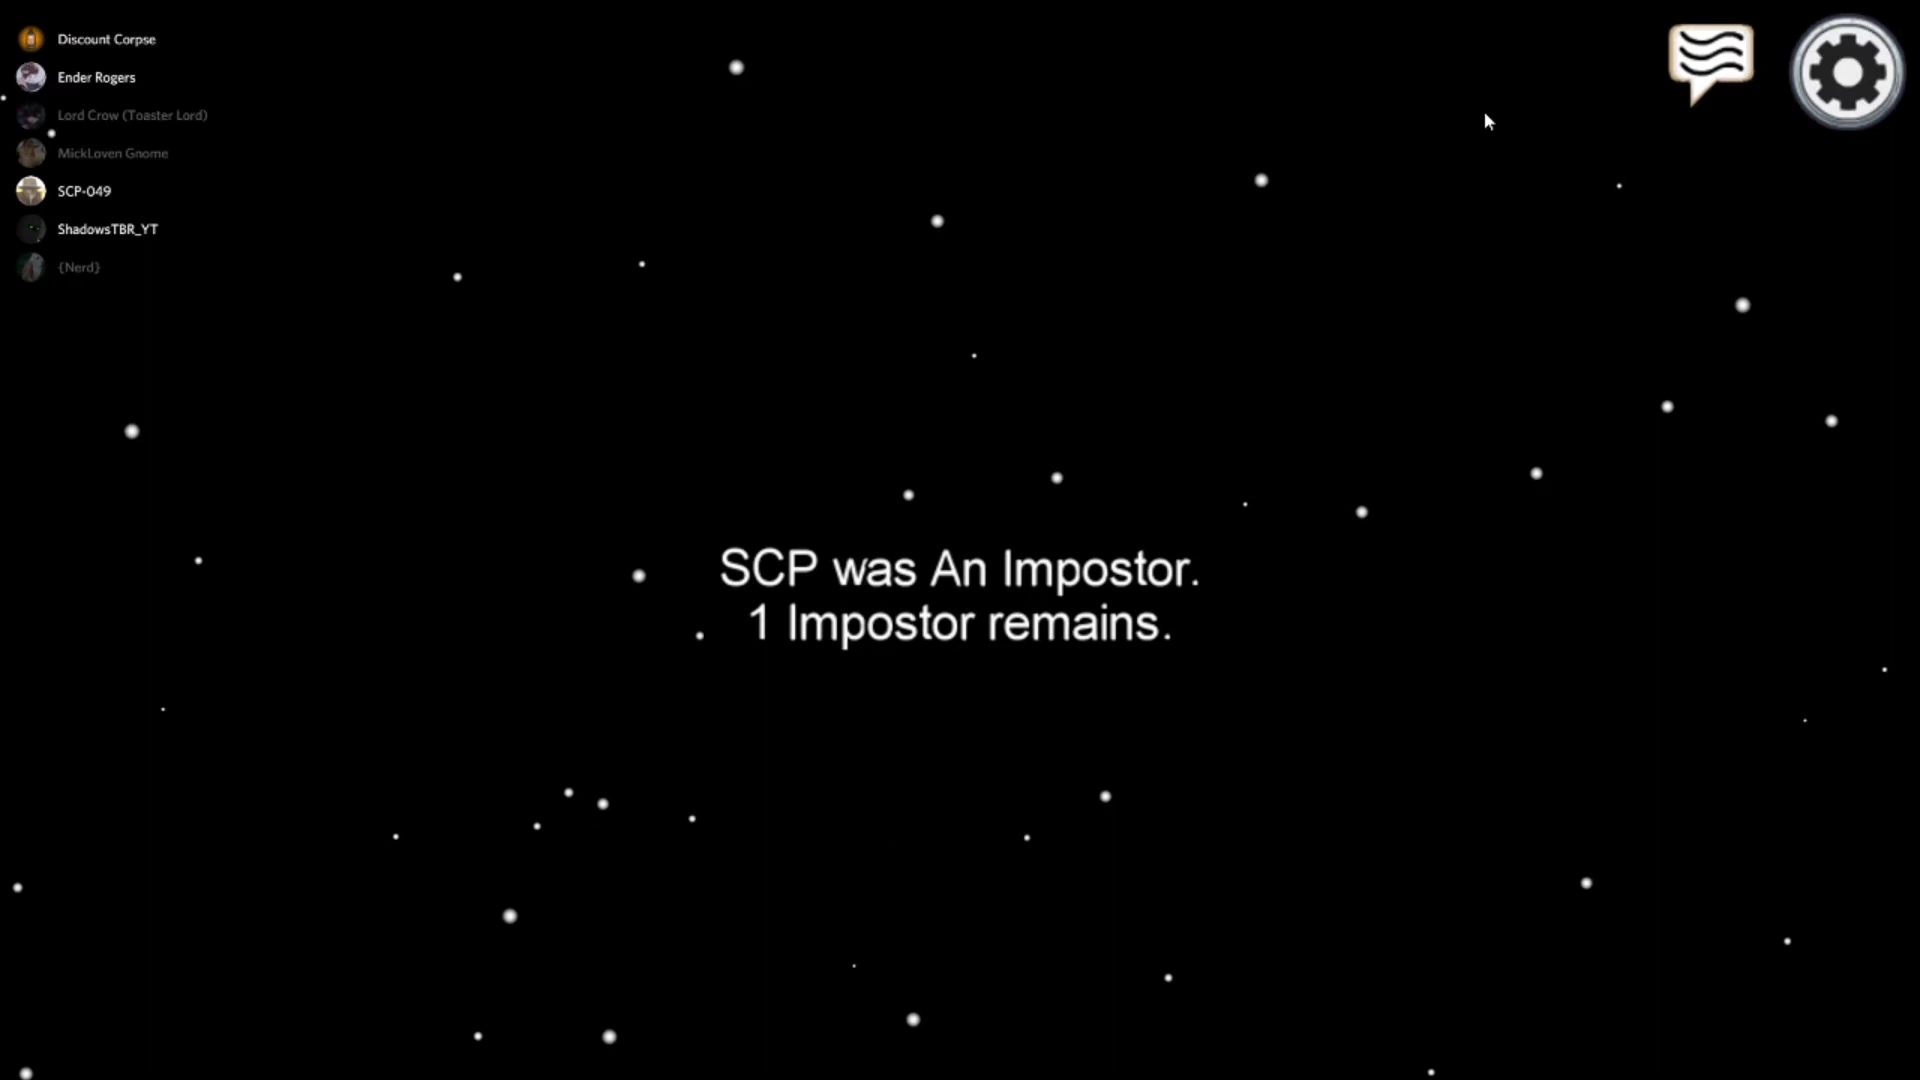 Discount Corpse
Ender Rogers
Lord Crow (Toaster Lord)
MickLoven Gnome
SCP-049
ShadowsTBR_YT
{Nerd}
SCP was An Impostor.
1 Impostor remains.